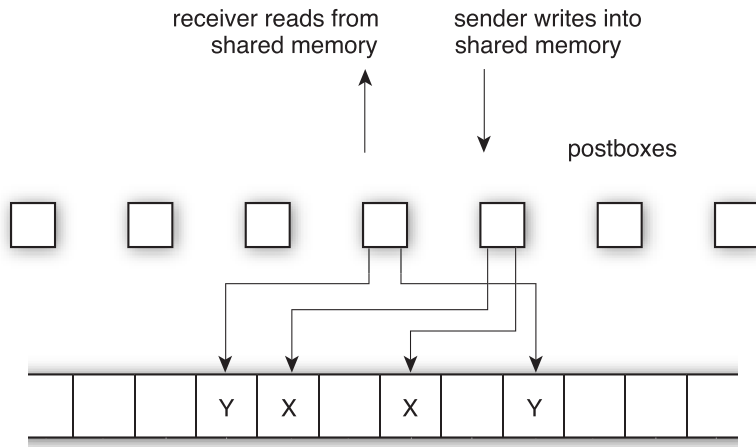 receiver reads from
shared memory
sender writes into
shared memory
postboxes
Y
X
X
Y